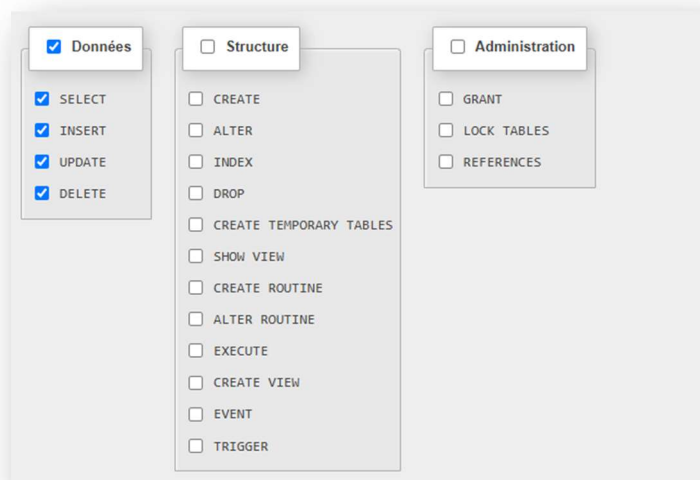 Données
SELECT
INSERT
UPDATE
DELETE
Structure
CREATE
ALTER
INDEX
DROP
CREATE TEMPORARY TABLES
SHOW VIEW
CREATE ROUTINE
ALTER ROUTINE
EXECUTE
CREATE VIEW
EVENT
TRIGGER
Administration
GRANT
LOCK TABLES
REFERENCES